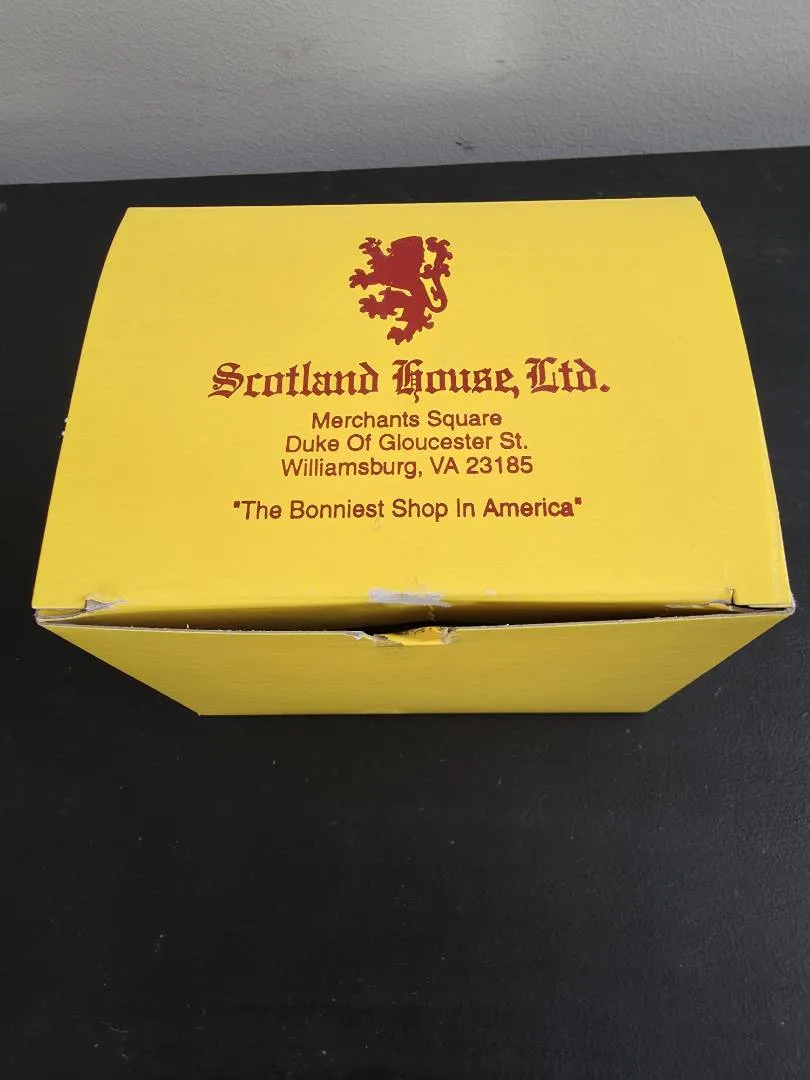 Scotland House, Ltd.
Merchants Square
Duke Of Gloucester St.
Williamsburg, VA 23185
"The Bonniest Shop In America"